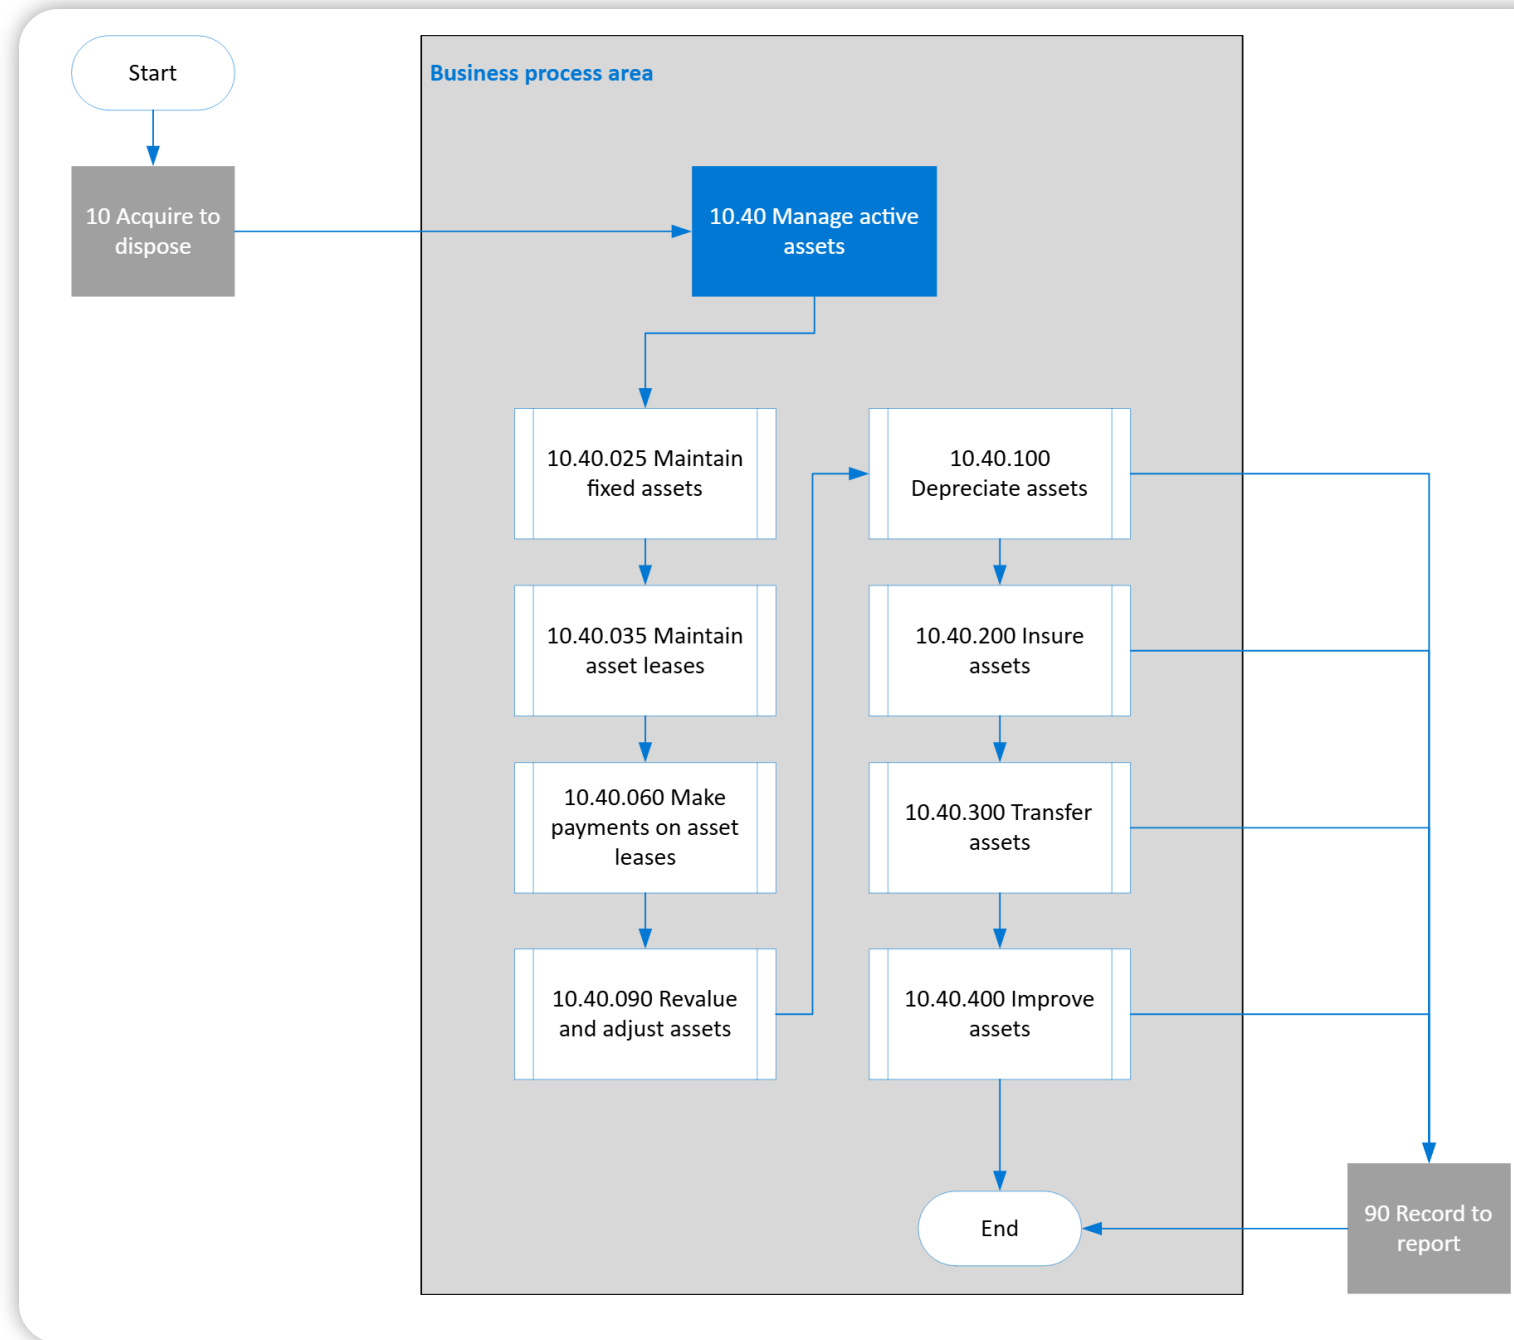 Start
10 Acquire to
dispose
Business process area
10.40 Manage active
assets
10.40.025 Maintain
fixed assets
10.40.035 Maintain
asset leases
10.40.060 Make
payments on asset
leases
10.40.090 Revalue
and adjust assets
10.40.100
Depreciate assets
10.40.200 Insure
assets
10.40.300 Transfer
assets
10.40.400 Improve
assets
End
90 Record to
report